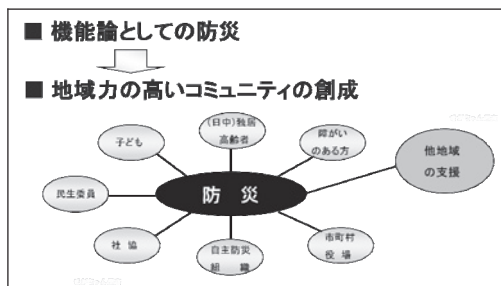 ■ 機能論としての防災
■ 地域力の高いコミュニティの創成
(日中)独居
高齢者
子ども
障がい
のある方
他地域
の支援
民生委員
防 災
社 協
自主防災
組 織
市町村
役 場